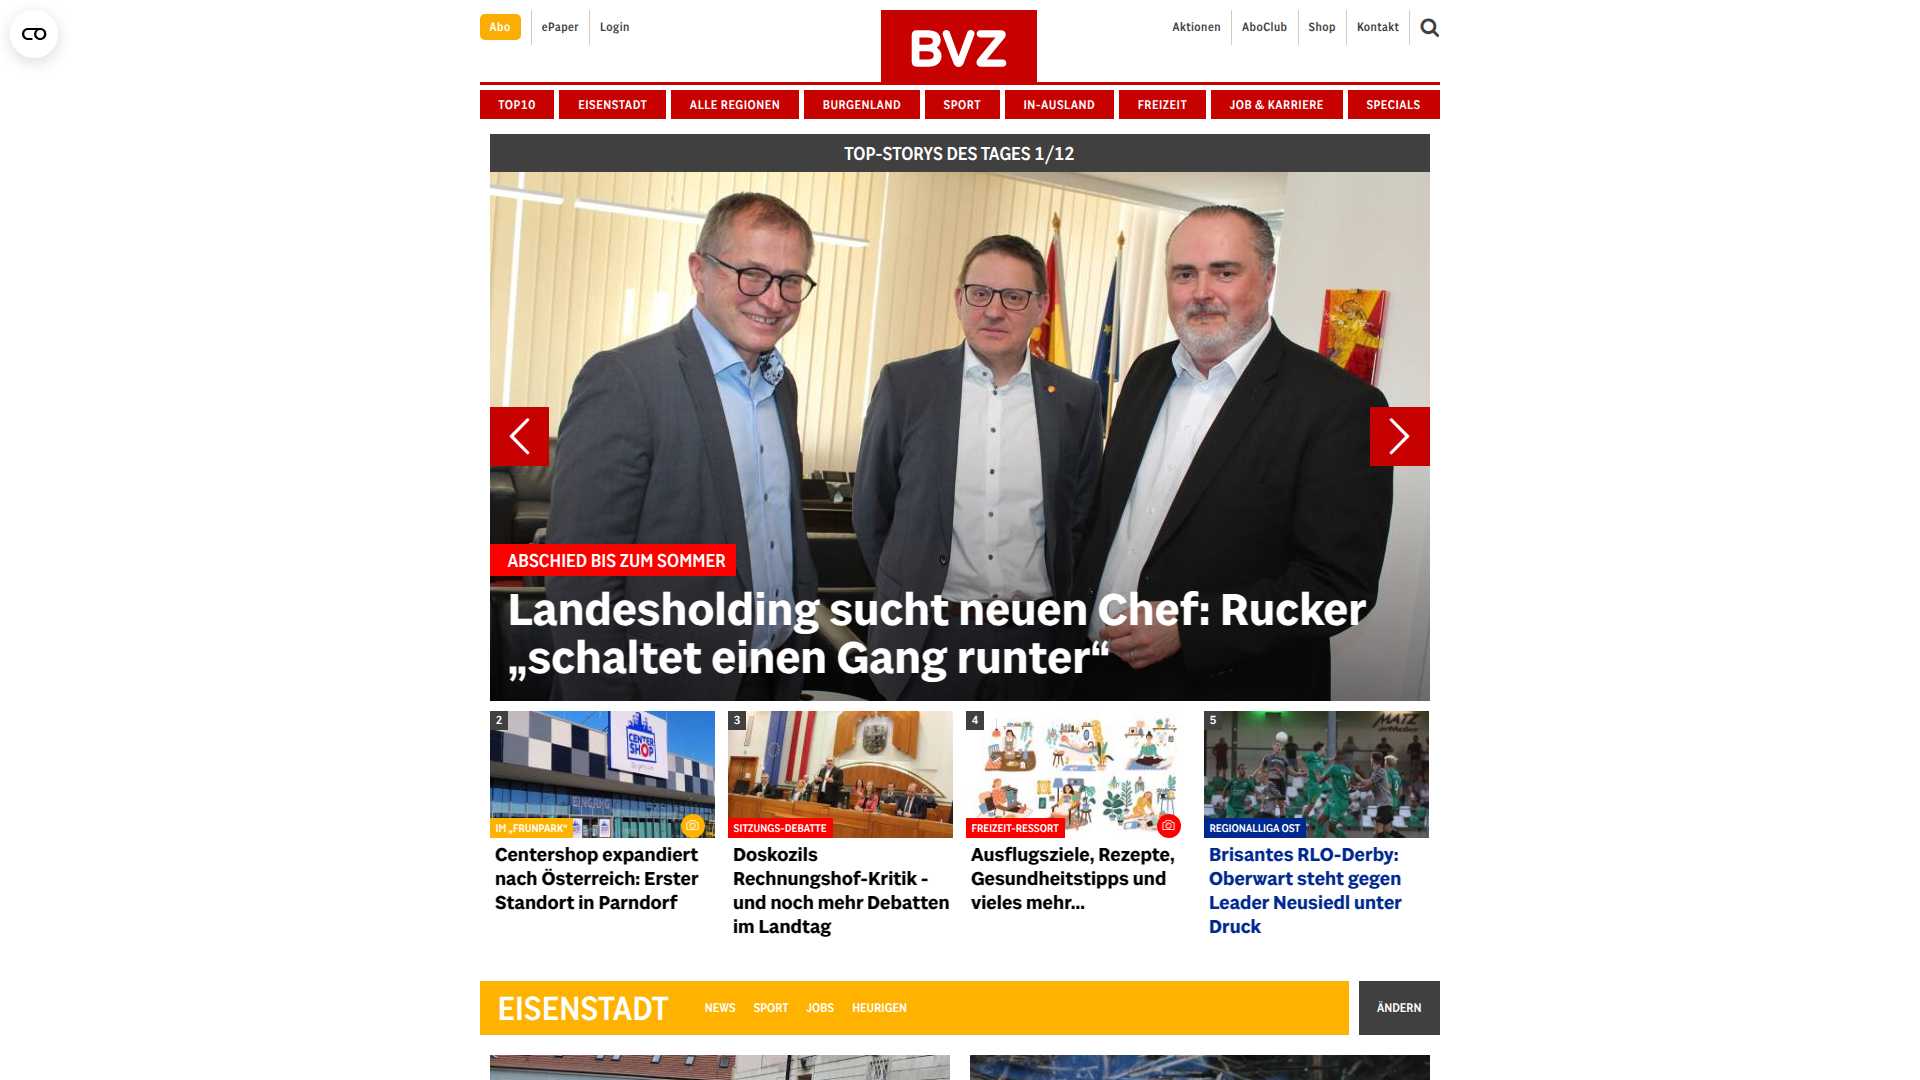 Abo
ePaper
Login
BVZ
Aktionen
AboClub
Shop
Kontakt
TOP10
EISENSTADT
ALLE REGIONEN
BURGENLAND
SPORT
IN-AUSLAND
FREIZEIT
JOB & KARRIERE
SPECIALS
TOP-STORYS DES TAGES 1/12
ABSCHIED BIS ZUM SOMMER
Landesholding sucht neuen Chef: Rucker
„schaltet einen Gang runter“
2
CENTER
SHOP
EINGANG
IM „FRUNPARK“
Centershop expandiert
nach Österreich: Erster
Standort in Parndorf
3
SITZUNGS-DEBATTE
Doskozils
Rechnungshof-Kritik -
und noch mehr Debatten
im Landtag
4
FREIZEIT-RESSORT
Ausflugsziele, Rezepte,
Gesundheitstipps und
vieles mehr...
5
MATZ
REGIONALLIGA OST
Brisantes RLO-Derby:
Oberwart steht gegen
Leader Neusiedl unter
Druck
EISENSTADT
NEWS
SPORT
JOBS
HEURIGEN
ÄNDERN